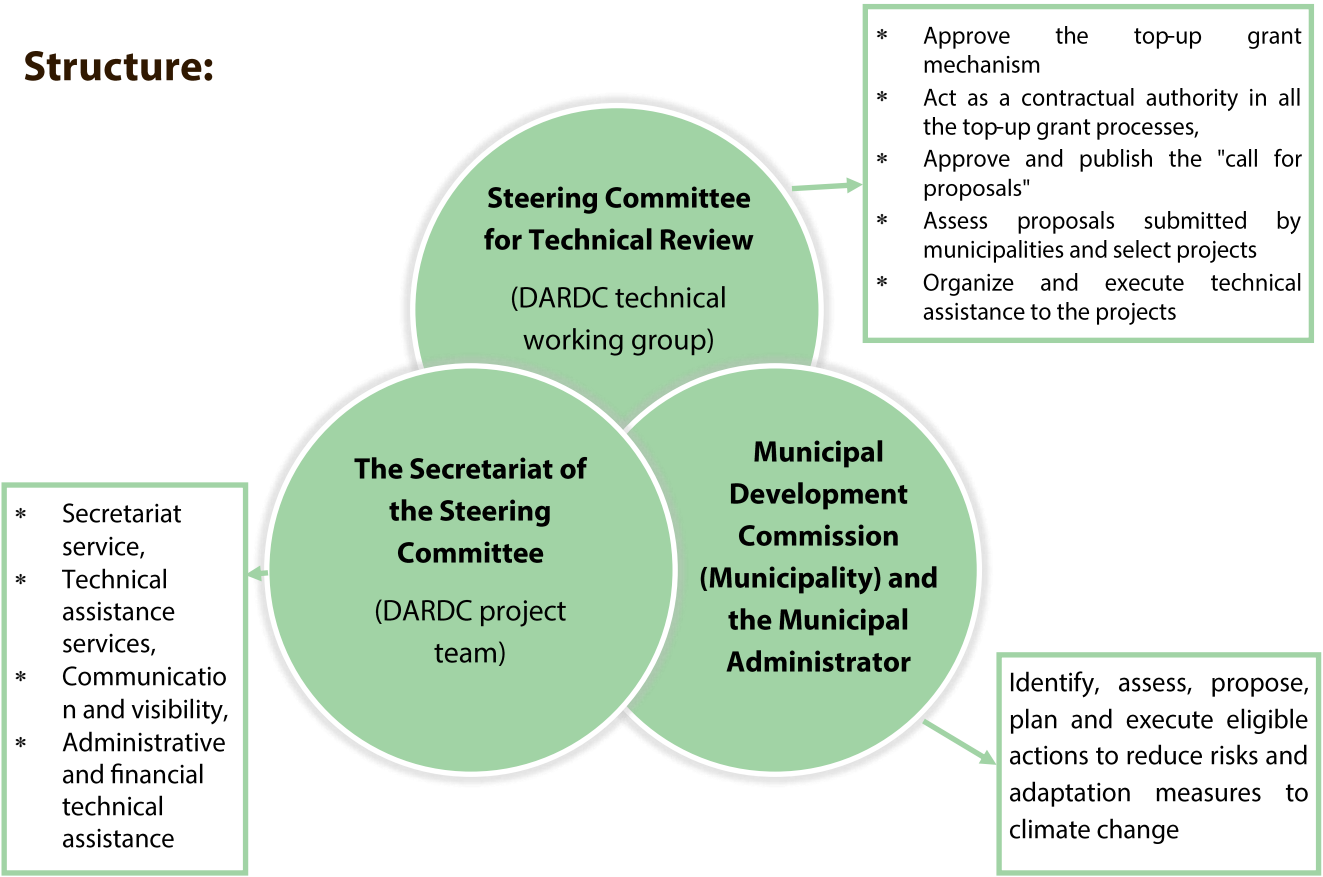 Structure:
* Approve the top-up grant
mechanism
* Act as a contractual authority in all
the top-up grant processes,
* Approve and publish the "call for
proposals"
* Assess proposals submitted by
municipalities and select projects
* Organize and execute technical
assistance to the projects
Steering Committee
for Technical Review
(DARDC technical
working group)
The Secretariat of
the Steering
Committee
(DARDC project
team)
Municipal
Development
Commission
(Municipality) and
the Municipal
Administrator
* Secretariat
service,
* Technical
assistance
services,
* Communicatio
n and visibility,
* Administrative
and financial
technical
assistance
Identify, assess, propose,
plan and execute eligible
actions to reduce risks and
adaptation measures to
climate change